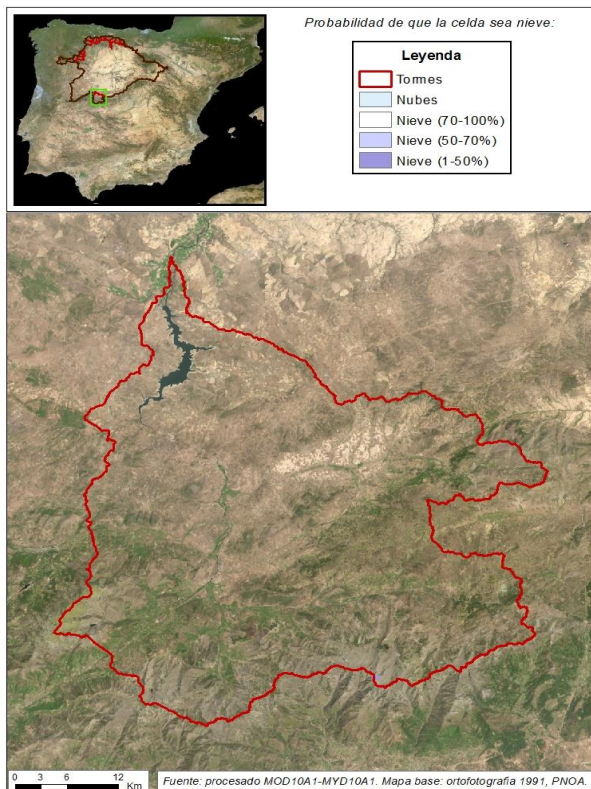 Probabilidad de que la celda sea nieve:
Leyenda
Tormes
Nubes
Nieve (70-100%)
Nieve (50-70%)
Nieve (1-50%)
0 3 6 12
Km
Fuente: procesado MOD10A1-MYD10A1. Mapa base: ortofotografia 1991, PNOA.